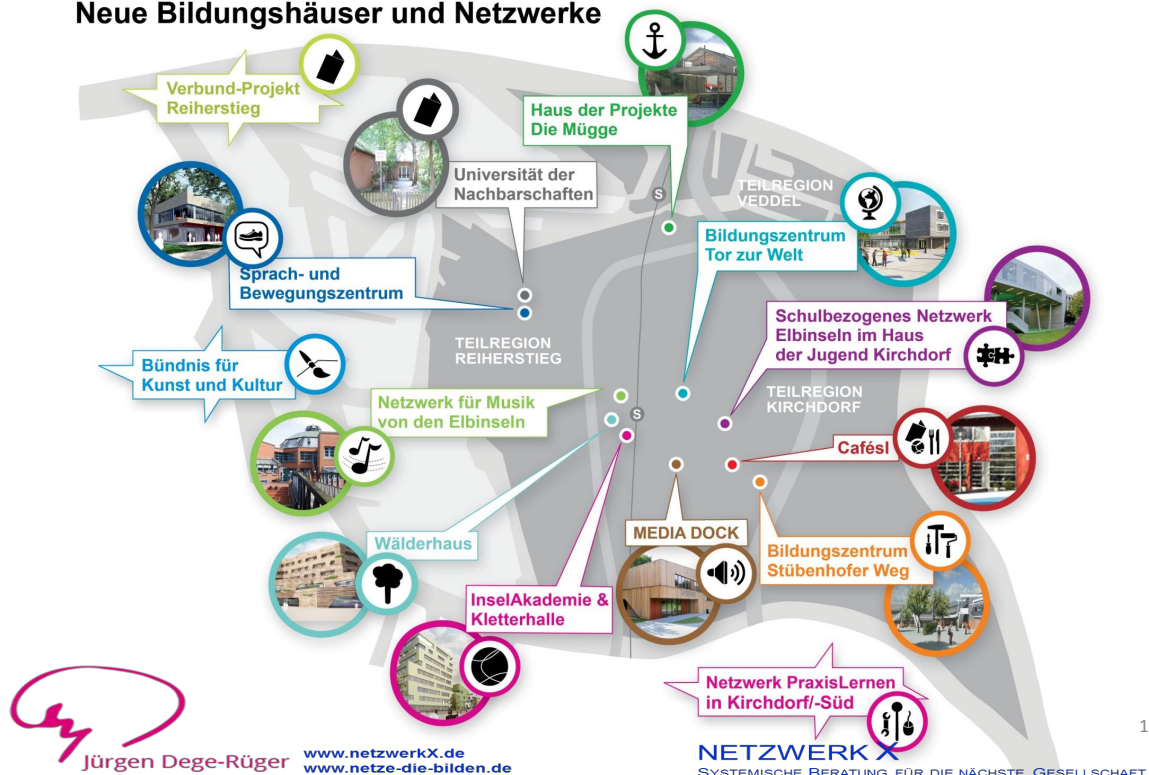 Neue Bildungshäuser und Netzwerke
Verbund-Projekt
Reiherstieg
Haus der Projekte
Die Mügge
Universität der
Nachbarschaften
S
TEILREGION
VEDDEL
Bildungszentrum
Tor zur Welt
Sprach- und
Bewegungszentrum
Schulbezogenes Netzwerk
Elbinseln im Haus
der Jugend Kirchdorf
TEILREGION
REIHERSTIEG
Bündnis für
Kunst und Kultur
TEILREGION
KIRCHDORF
Netzwerk für Musik
von den Elbinseln
S
CaféSI
Wälderhaus
MEDIA DOCK
Bildungszentrum
Stübenhofer Weg
InselAkademie &
Kletterhalle
Netzwerk PraxisLernen
in Kirchdorf/-Süd
1
Jürgen Dege-Rüger
www.netzwerkX.de
www.netze-die-bilden.de
NETZWERK X
SYSTEMISCHE BERATUNG FÜR DIE NÄCHSTE GESELLSCHAFT